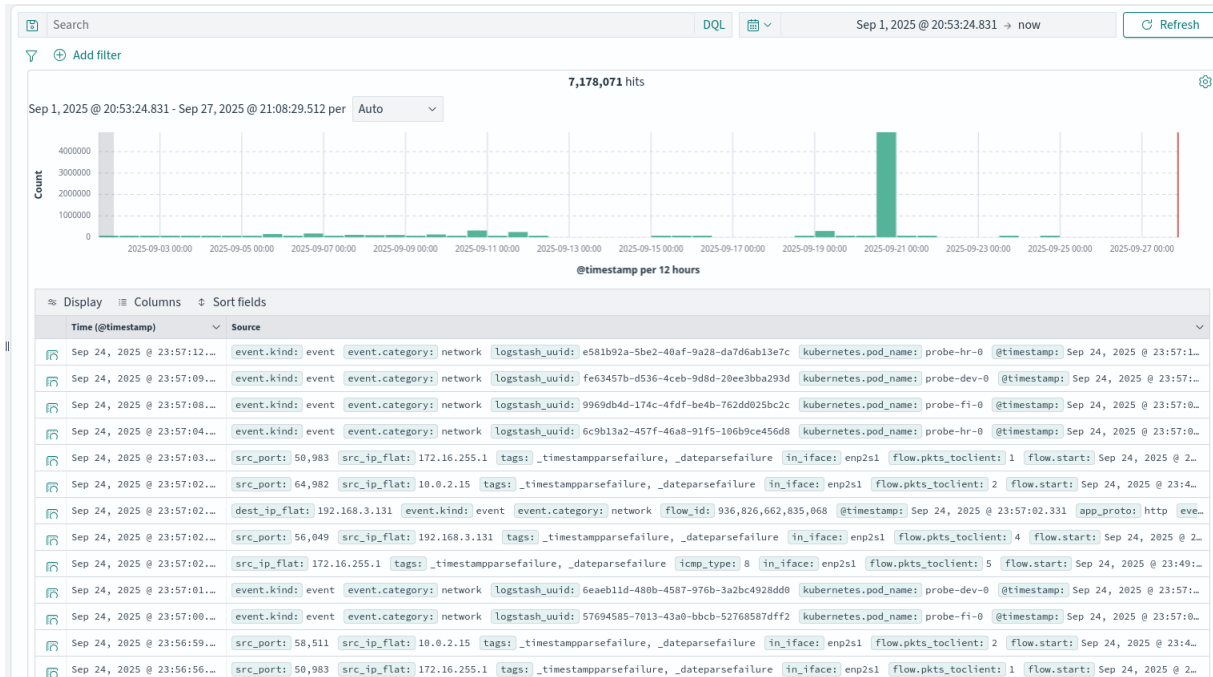 Search DQL Sep 1, 2025 @ 20:53:24.831 → now Refresh
Add filter
7,178,071 hits
Sep 1, 2025 @ 20:53:24.831 - Sep 27, 2025 @ 21:08:29.512 per Auto
Count
4000000
3000000
2000000
1000000
0
2025-09-03 00:00 2025-09-05 00:00 2025-09-07 00:00 2025-09-09 00:00 2025-09-11 00:00 2025-09-13 00:00 2025-09-15 00:00 2025-09-17 00:00 2025-09-19 00:00 2025-09-21 00:00 2025-09-23 00:00 2025-09-25 00:00 2025-09-27 00:00
@timestamp per 12 hours
Display Columns Sort fields
Time (@timestamp) Source
Sep 24, 2025 @ 23:57:12... event.kind: event event.category: network logstash_uuid: e581b92a-5be2-40af-9a28-da7d6ab13e7c kubernetes.pod_name: probe-hr-0 @timestamp: Sep 24, 2025 @ 23:57:1...
Sep 24, 2025 @ 23:57:09... event.kind: event event.category: network logstash_uuid: fe63457b-d536-4ceb-9d8d-20ee3bba293d kubernetes.pod_name: probe-dev-0 @timestamp: Sep 24, 2025 @ 23:57:...
Sep 24, 2025 @ 23:57:08... event.kind: event event.category: network logstash_uuid: 9969db4d-174c-4fdf-be4b-762dd025bc2c kubernetes.pod_name: probe-fi-0 @timestamp: Sep 24, 2025 @ 23:57:0...
Sep 24, 2025 @ 23:57:04... event.kind: event event.category: network logstash_uuid: 6c9b13a2-457f-46a8-91f5-106b9ce456d8 kubernetes.pod_name: probe-hr-0 @timestamp: Sep 24, 2025 @ 23:57:0...
Sep 24, 2025 @ 23:57:03... src_port: 50,983 src_ip_flat: 172.16.255.1 tags: _timestampparsefailure, _dateparsefailure in_iface: enp2s1 flow.pkts_toclient: 1 flow.start: Sep 24, 2025 @ 2...
Sep 24, 2025 @ 23:57:02... src_port: 64,982 src_ip_flat: 10.0.2.15 tags: _timestampparsefailure, _dateparsefailure in_iface: enp2s1 flow.pkts_toclient: 2 flow.start: Sep 24, 2025 @ 23:4...
Sep 24, 2025 @ 23:57:02... dest_ip_flat: 192.168.3.131 event.kind: event event.category: network flow_id: 936,826,662,835,068 @timestamp: Sep 24, 2025 @ 23:57:02.331 app_proto: http eve...
Sep 24, 2025 @ 23:57:02... src_port: 56,049 src_ip_flat: 192.168.3.131 tags: _timestampparsefailure, _dateparsefailure in_iface: enp2s1 flow.pkts_toclient: 4 flow.start: Sep 24, 2025 @ 2...
Sep 24, 2025 @ 23:57:02... src_ip_flat: 172.16.255.1 tags: _timestampparsefailure, _dateparsefailure icmp_type: 8 in_iface: enp2s1 flow.pkts_toclient: 5 flow.start: Sep 24, 2025 @ 23:49:...
Sep 24, 2025 @ 23:57:01... event.kind: event event.category: network logstash_uuid: 6eaeb11d-480b-4587-976b-3a2bc4928dd0 kubernetes.pod_name: probe-dev-0 @timestamp: Sep 24, 2025 @ 23:57:...
Sep 24, 2025 @ 23:57:00... event.kind: event event.category: network logstash_uuid: 57694585-7013-43a0-bbcb-52768587dff2 kubernetes.pod_name: probe-fi-0 @timestamp: Sep 24, 2025 @ 23:57:0...
Sep 24, 2025 @ 23:56:59... src_port: 58,511 src_ip_flat: 10.0.2.15 tags: _timestampparsefailure, _dateparsefailure in_iface: enp2s1 flow.pkts_toclient: 2 flow.start: Sep 24, 2025 @ 23:4...
Sep 24, 2025 @ 23:56:56... src_port: 50,983 src_ip_flat: 172.16.255.1 tags: _timestampparsefailure, _dateparsefailure in_iface: enp2s1 flow.pkts_toclient: 1 flow.start: Sep 24, 2025 @ 2...